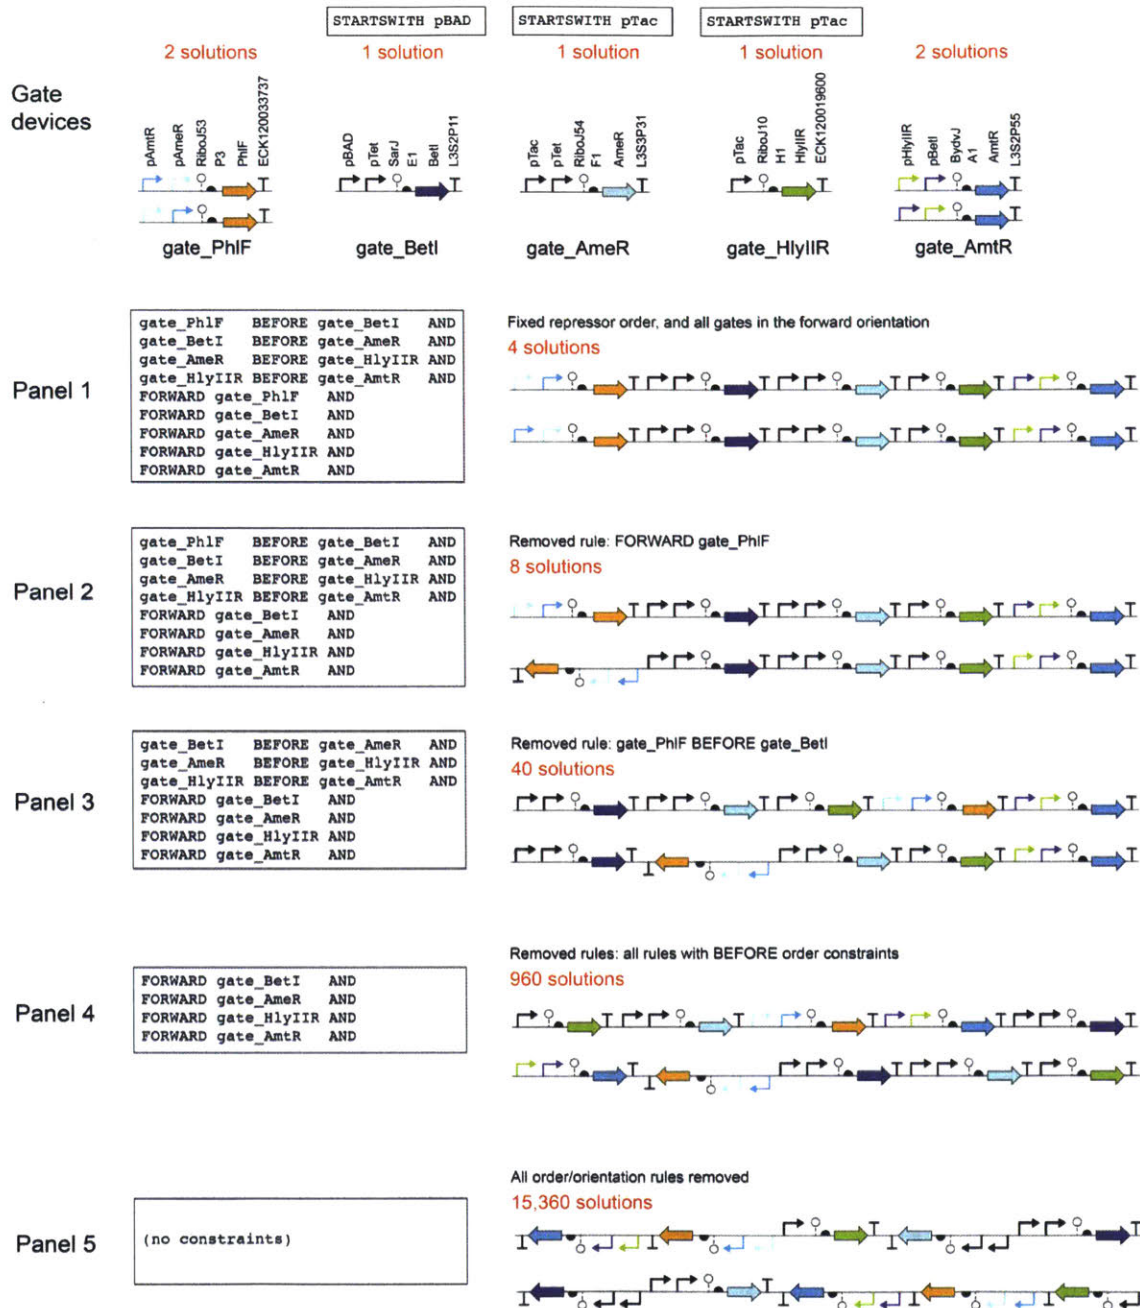 STARTSWITH pBAD
STARTSWITH pTac
STARTSWITH pTac
2 solutions
1 solution
1 solution
1 solution
2 solutions
Gate
devices
pAmtR
pAmeR
RiboJ53
P3
PhlF
ECK120033737
pBAD
pTet
SarJ
E1
BetI
L3S2P11
pTac
pTet
RiboJ54
F1
AmeR
L3S3P31
pTac
RiboJ10
H1
HlyIIR
ECK120019600
pHlyIIR
pBetI
BydvJ
A1
AmtR
L3S2P55
gate_PhlF
gate_BetI
gate_AmeR
gate_HlyIIR
gate_AmtR
Panel 1
gate_PhlF BEFORE gate_BetI AND
gate_BetI BEFORE gate_AmeR AND
gate_AmeR BEFORE gate_HlyIIR AND
gate_HlyIIR BEFORE gate_AmtR AND
FORWARD gate_PhlF AND
FORWARD gate_BetI AND
FORWARD gate_AmeR AND
FORWARD gate_HlyIIR AND
FORWARD gate_AmtR AND
Fixed repressor order, and all gates in the forward orientation
4 solutions
Panel 2
gate_PhlF BEFORE gate_BetI AND
gate_BetI BEFORE gate_AmeR AND
gate_AmeR BEFORE gate_HlyIIR AND
gate_HlyIIR BEFORE gate_AmtR AND
FORWARD gate_BetI AND
FORWARD gate_AmeR AND
FORWARD gate_HlyIIR AND
FORWARD gate_AmtR AND
Removed rule: FORWARD gate_PhlF
8 solutions
Panel 3
gate_BetI BEFORE gate_AmeR AND
gate_AmeR BEFORE gate_HlyIIR AND
gate_HlyIIR BEFORE gate_AmtR AND
FORWARD gate_BetI AND
FORWARD gate_AmeR AND
FORWARD gate_HlyIIR AND
FORWARD gate_AmtR AND
Removed rule: gate_PhlF BEFORE gate_BetI
40 solutions
Panel 4
FORWARD gate_BetI AND
FORWARD gate_AmeR AND
FORWARD gate_HlyIIR AND
FORWARD gate_AmtR AND
Removed rules: all rules with BEFORE order constraints
960 solutions
Panel 5
(no constraints)
All order/orientation rules removed
15,360 solutions